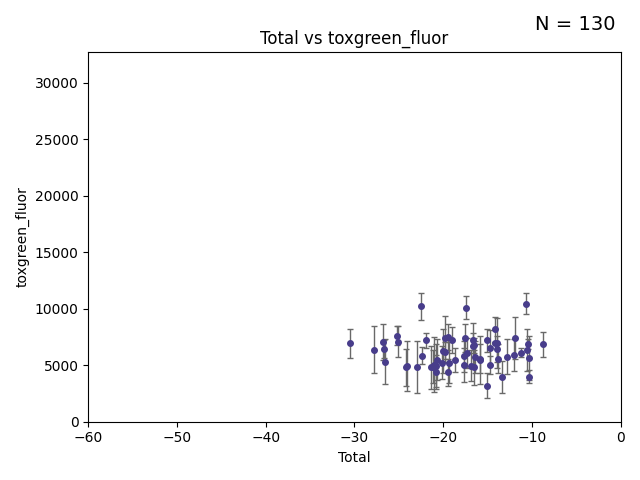 N = 130
Total vs toxgreen_fluor
30000
25000
20000
15000
10000
5000
0
toxgreen_fluor
−60 −50 −40 −30 −20 −10 0
Total